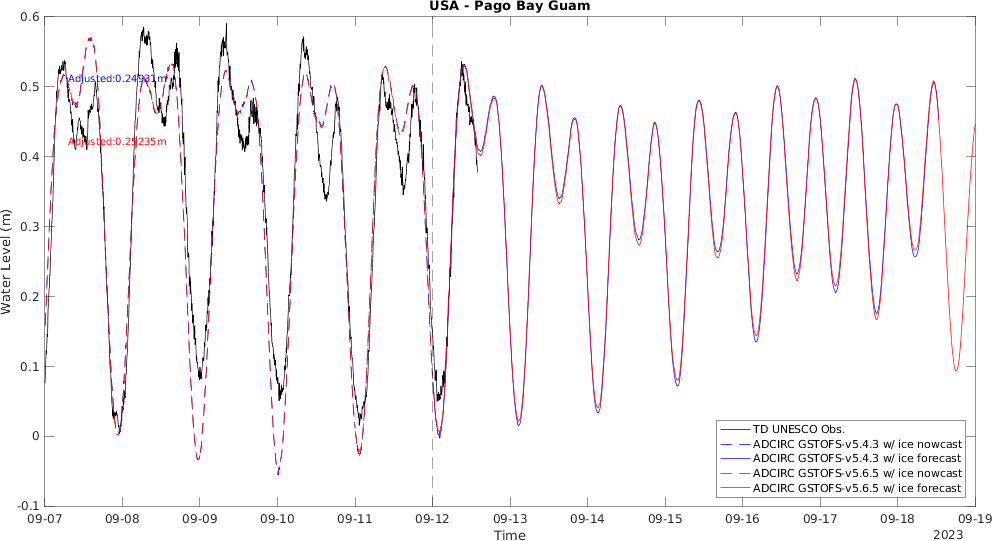 USA - Pago Bay Guam
0.6
0.5
0.4
0.3
0.2
0.1
0
-0.1
Water Level (m)
Adjusted:0.24931m
Adjusted:0.25235m
TD UNESCO Obs.
ADCIRC GSTOFS-v5.4.3 w/ ice nowcast
ADCIRC GSTOFS-v5.4.3 w/ ice forecast
ADCIRC GSTOFS-v5.6.5 w/ ice nowcast
ADCIRC GSTOFS-v5.6.5 w/ ice forecast
09-07 09-08 09-09 09-10 09-11 09-12 09-13 09-14 09-15 09-16 09-17 09-18 09-19
Time
2023